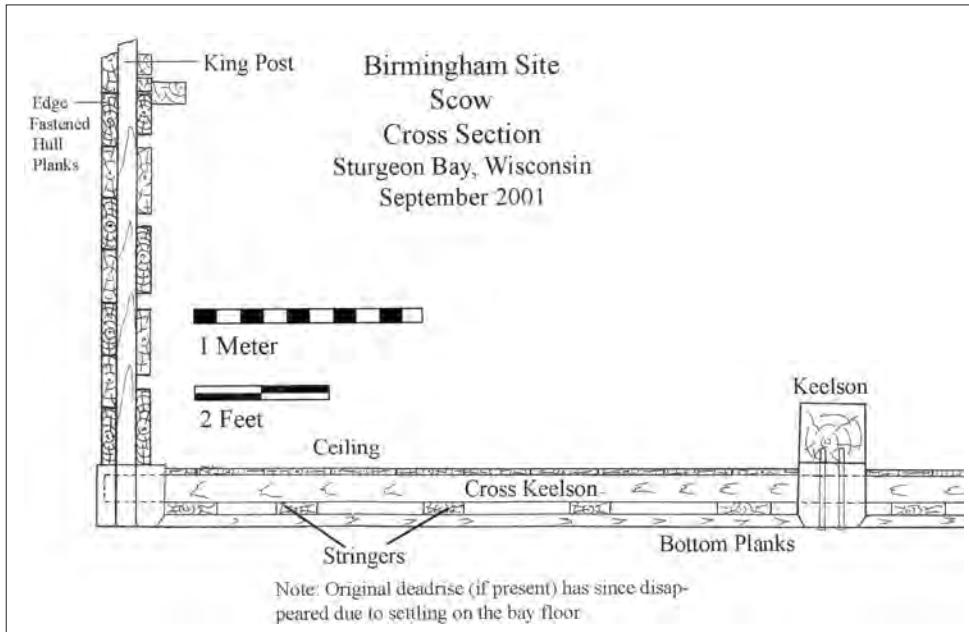 King Post
Birmingham Site
Scow
Cross Section
Sturgeon Bay, Wisconsin
September 2001
Edge
Fastened
Hull
Planks
1 Meter
2 Feet
Keelson
Ceiling
Cross Keelson
Stringers
Bottom Planks
Note: Original deadrise (if present) has since disap-
peared due to settling on the bay floor